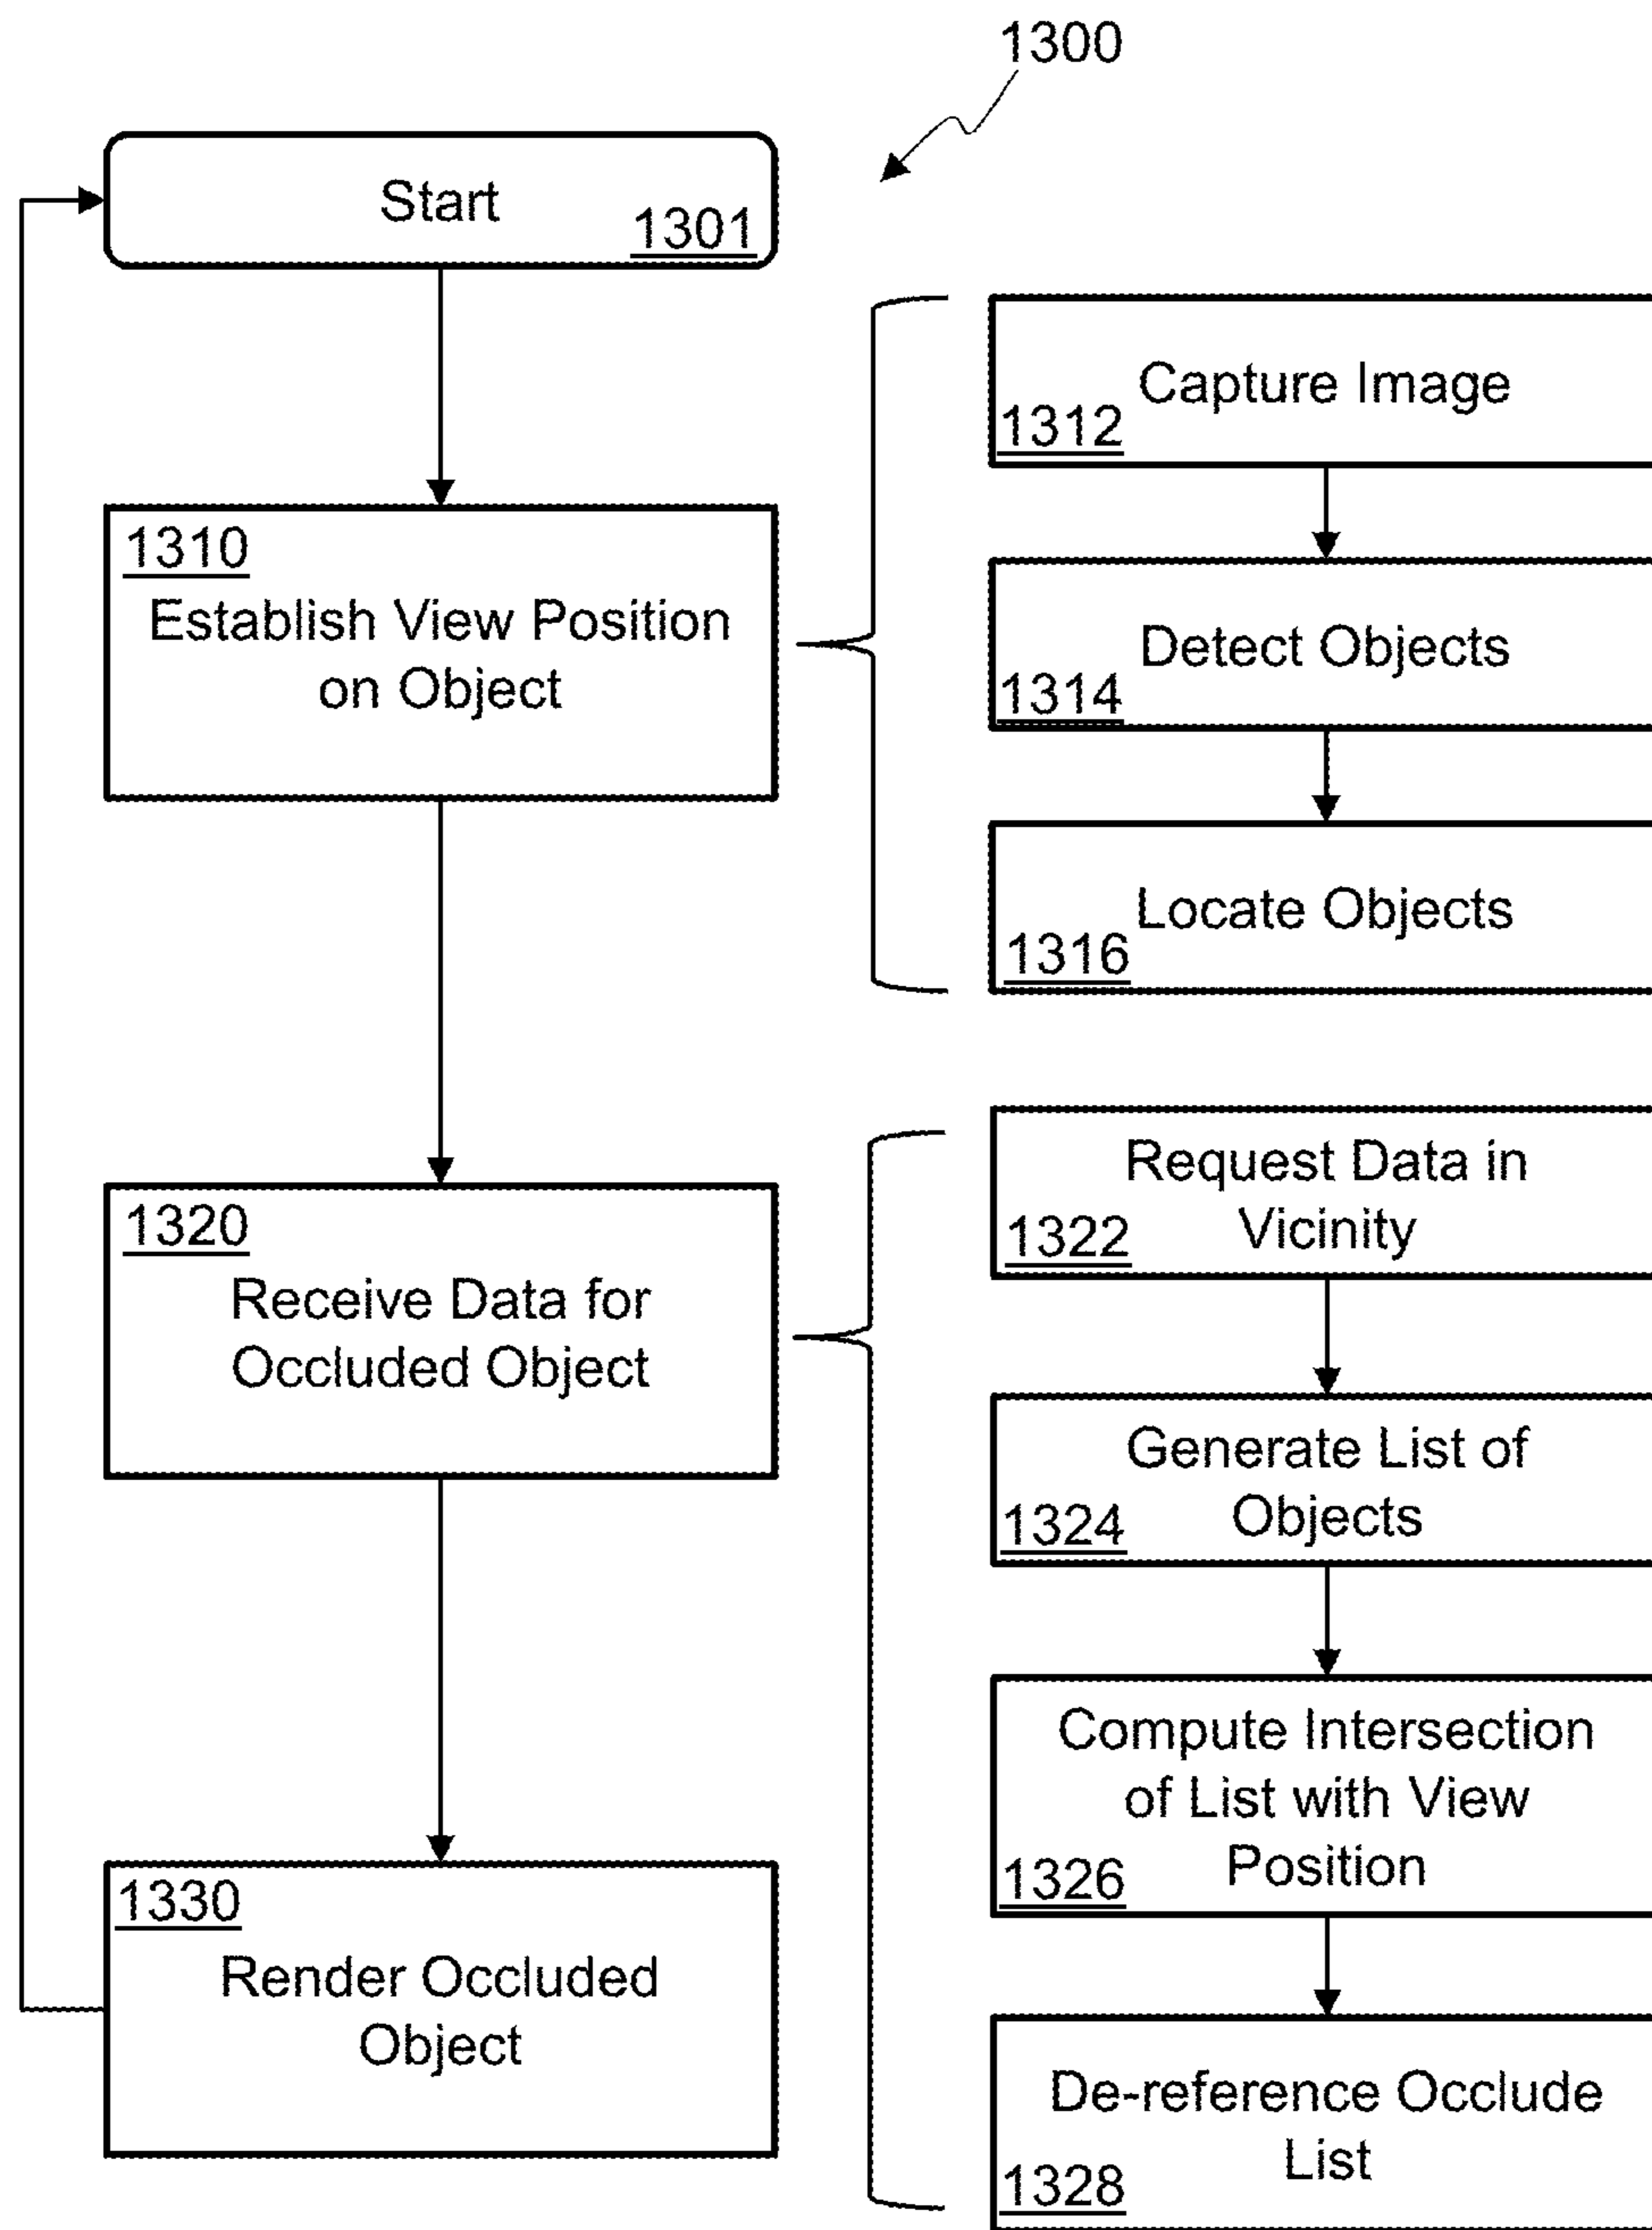 1300
Start
1301
1310
Establish View Position
on Object
Capture Image
1312
Detect Objects
1314
Locate Objects
1316
1320
Receive Data for
Occluded Object
Request Data in
Vicinity
1322
Generate List of
Objects
1324
Compute Intersection
of List with View
Position
1326
De-reference Occlude
List
1328
1330
Render Occluded
Object